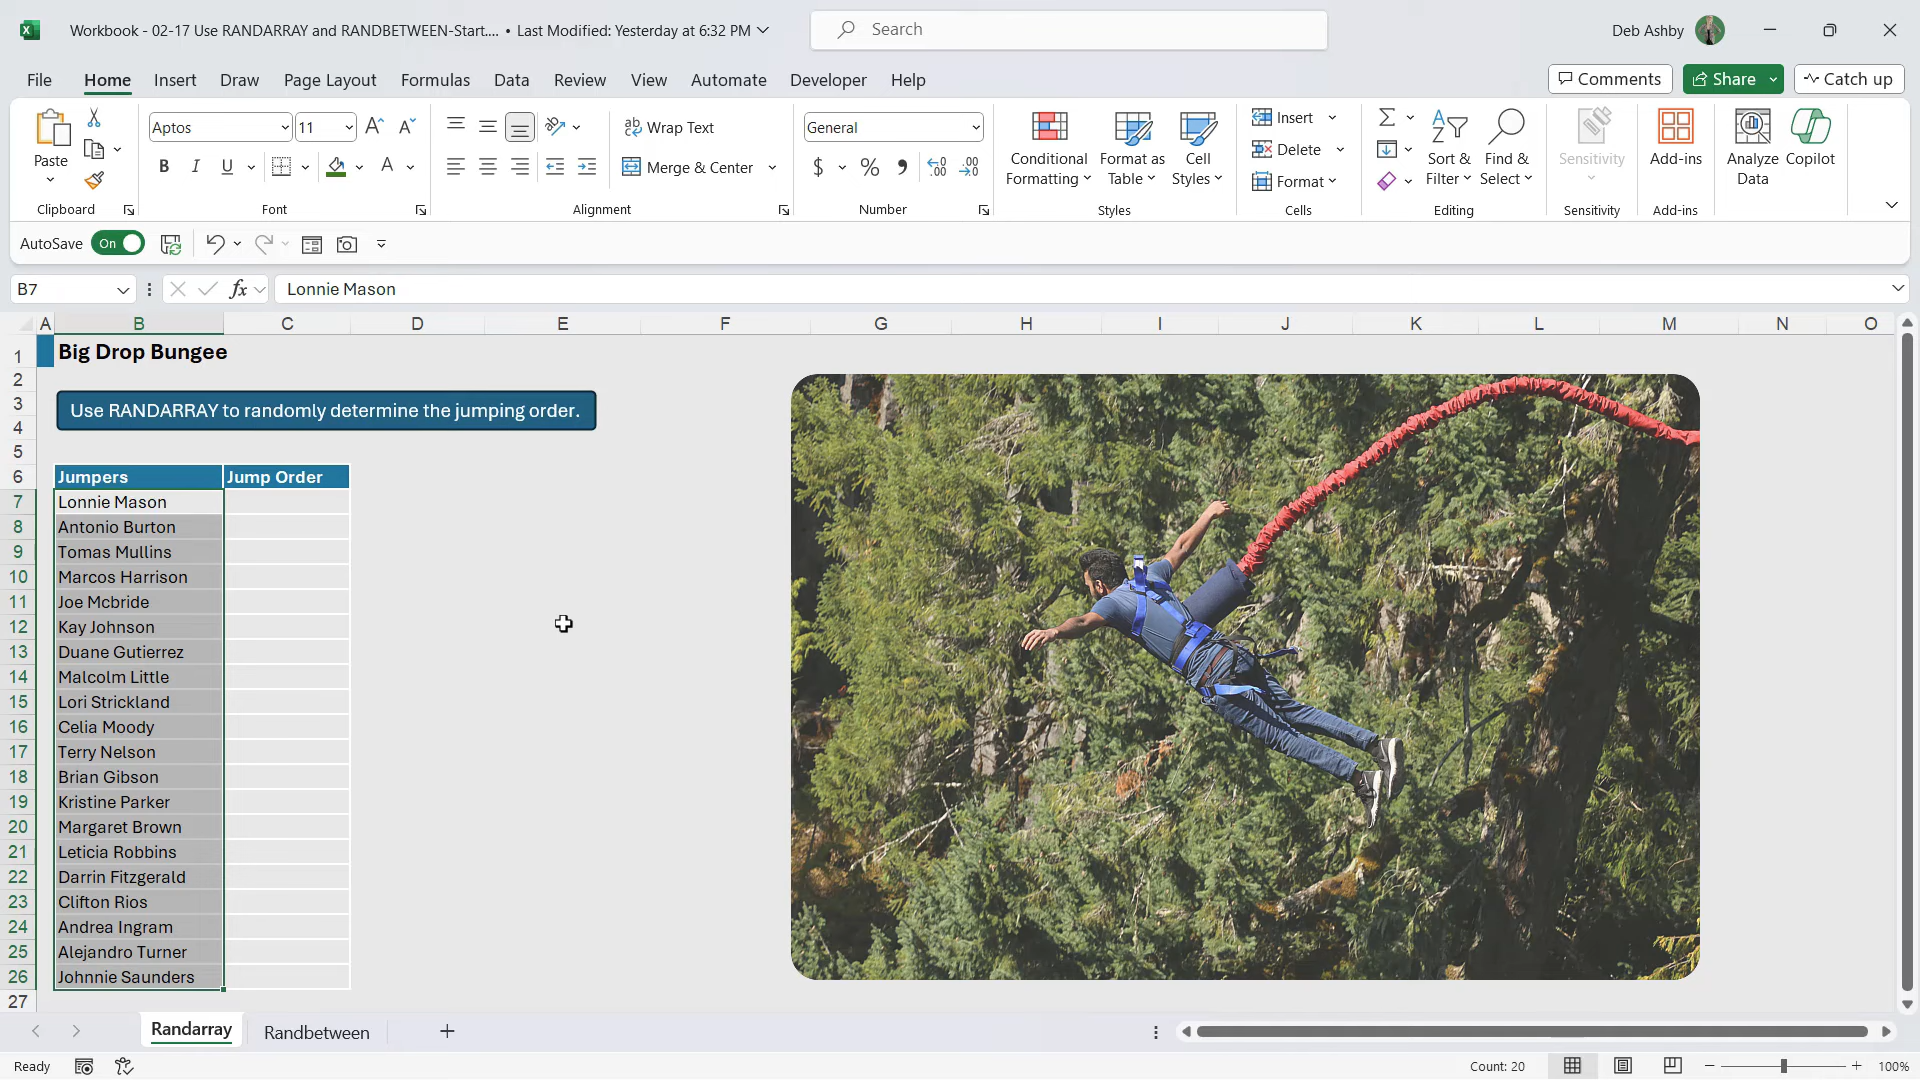 Workbook - 02-17 Use RANDARRAY and RANDBETWEEN-Start.... • Last Modified: Yesterday at 6:32 PM
Search
Deb Ashby
File Home Insert Draw Page Layout Formulas Data Review View Automate Developer Help
Comments Share Catch up
Paste
Clipboard
Aptos 11
B I U A
Font
ab Wrap Text
Merge & Center
Alignment
General
$ % , .00 .00
Number
Conditional Formatting
Format as Table
Cell Styles
Styles
Insert
Delete
Format
Cells
Sort & Filter
Find & Select
Editing
Sensitivity
Sensitivity
Add-ins
Add-ins
Analyze Data
Copilot
AutoSave On
B7 fx Lonnie Mason
A B C D E F G H I J K L M N O
1 Big Drop Bungee
2
3 Use RANDARRAY to randomly determine the jumping order.
4
5
6 Jumpers Jump Order
7 Lonnie Mason
8 Antonio Burton
9 Tomas Mullins
10 Marcos Harrison
11 Joe Mcbride
12 Kay Johnson
13 Duane Gutierrez
14 Malcolm Little
15 Lori Strickland
16 Celia Moody
17 Terry Nelson
18 Brian Gibson
19 Kristine Parker
20 Margaret Brown
21 Leticia Robbins
22 Darrin Fitzgerald
23 Clifton Rios
24 Andrea Ingram
25 Alejandro Turner
26 Johnnie Saunders
27
Randarray Randbetween
Ready Count: 20 100%